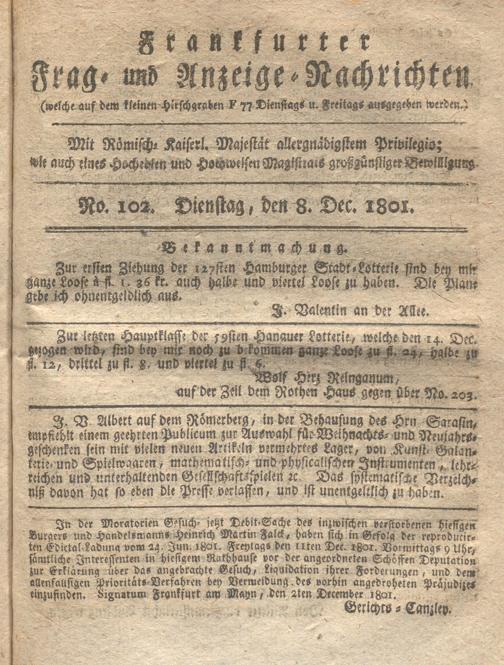 Frankfurter
Frag- und Anzeige-Nachrichten
(welche auf dem kleinen Hirschgraben F 77 Dienstags u. Freitags ausgegeben werden.)
Mit Römisch-Kaiserl. Majestät allergnädigstem Privilegio;
wie auch eines Hochedlen und Hochweisen Magistrats großgünstiger Bewilligung
No. 102. Dienstag, den 8. Dec. 1801.
Bekanntmachung.
Zur ersten Ziehung der 127sten Hamburger Stadt-Lotterie sind bey mir
ganze Loose à fl. 1. 36 kr. auch halbe und viertel Loose zu haben. Die Plane
gebe ich ohnentgeldlich aus.
J. Valentin an der Allee.
Zur letzten Hauptklasse der 59sten Hanauer Lotterie, welche den 14. Dec.
gezogen wird, sind bey mir noch zu bekommen ganze Loose zu fl. 24, halbe zu
fl. 12, drittel zu fl. 8. und viertel zu fl. 6.
Wolf Hirz Reinganum,
auf der Zeil dem Rothen Haus gegen über No. 203.
J. V. Albert auf dem Römerberg, in der Behausung des Hrn. Sarasin,
empfiehlt einem geehrten Publicum zur Auswahl für Weihnachts- und Neujahrs-
geschenken sein mit vielen neuen Artikeln vermehrtes Lager, von Kunst- Galan-
terie- und Spielwaaren, mathematisch- und physicalischen Instrumenten, lehr-
reichen und unterhaltenden Gesellschaftspielen ꝛc. Das systematische Verzeich-
niß davon hat so eben die Presse verlassen, und ist unentgeltlich zu haben.
In der Moratorien Gesuch- jetzt Debit-Sache des inzwischen verstorbenen hiesigen
Burgers und Handelsmanns Heinrich Martin Falck, haben sich in Gefolg der reproducir-
ten Edictal-Ladung vom 24. Jun. 1801. Freytags den 11ten Dec. 1801. Vormittags 9 Uhr,
sämtliche Interessenten in hiesigem Rathhause vor der angeordneten Schöffen Deputation
zur Erklärung über das angebrachte Gesuch, Liquidation ihrer Forderungen, und dem
allenfalsigen Prioritäts-Verfahren bey Vermeidung des vorhin angedroheten Präjudizes
einzufinden. Signatum Frankfurt am Mayn, den 2ten December 1801.
Gerichts-Canzley.